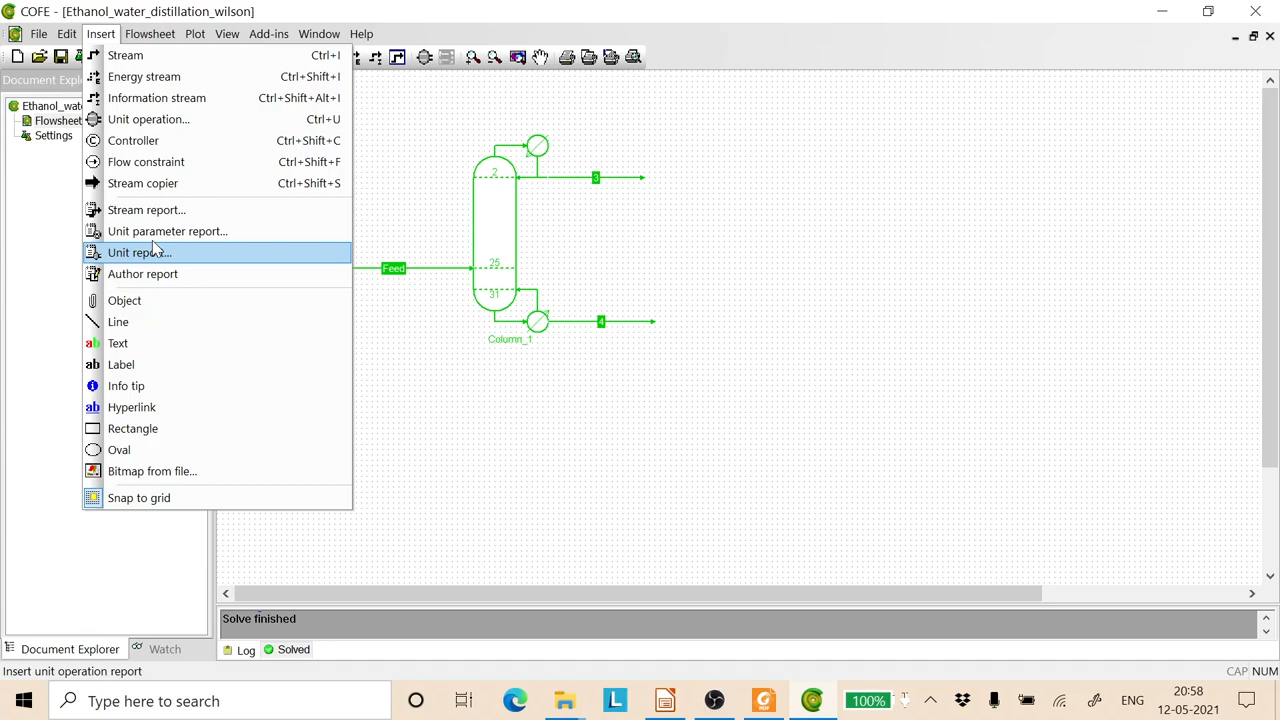 COFE - [Ethanol_water_distillation_wilson]
File Edit Insert Flowsheet Plot View Add-ins Window Help
Document Expl
Ethanol_wate
Flowsheet
Settings
Stream Ctrl+I
Energy stream Ctrl+Shift+I
Information stream Ctrl+Shift+Alt+I
Unit operation... Ctrl+U
Controller Ctrl+Shift+C
Flow constraint Ctrl+Shift+F
Stream copier Ctrl+Shift+S
Stream report...
Unit parameter report...
Unit report...
Author report
Object
Line
Text
Label
Info tip
Hyperlink
Rectangle
Oval
Bitmap from file...
Snap to grid
2
3
25
Feed
31
4
Column_1
Solve finished
Log Solved
Document Explorer Watch
Insert unit operation report
CAP NUM
Type here to search
100%
ENG
20:58
12-05-2021